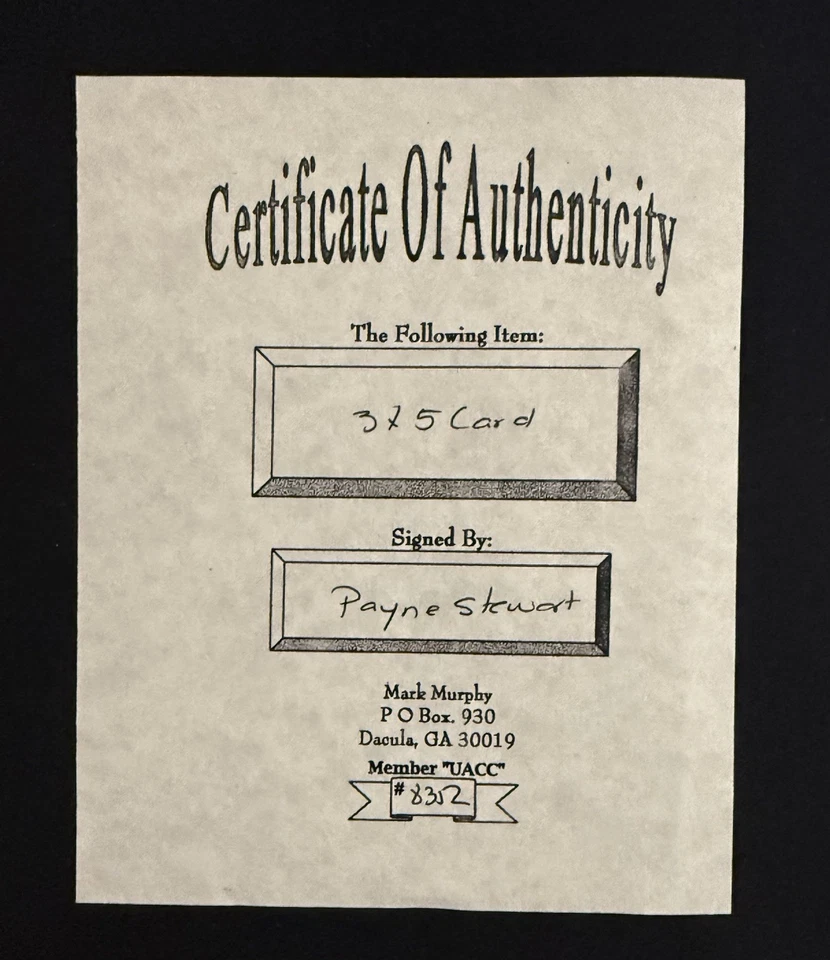 Certificate Of Authenticity
The Following Item:
3x5 Card
Signed By:
Payne Stewart
Mark Murphy
P O Box. 930
Dacula, GA 30019
Member "UACC"
# 8352